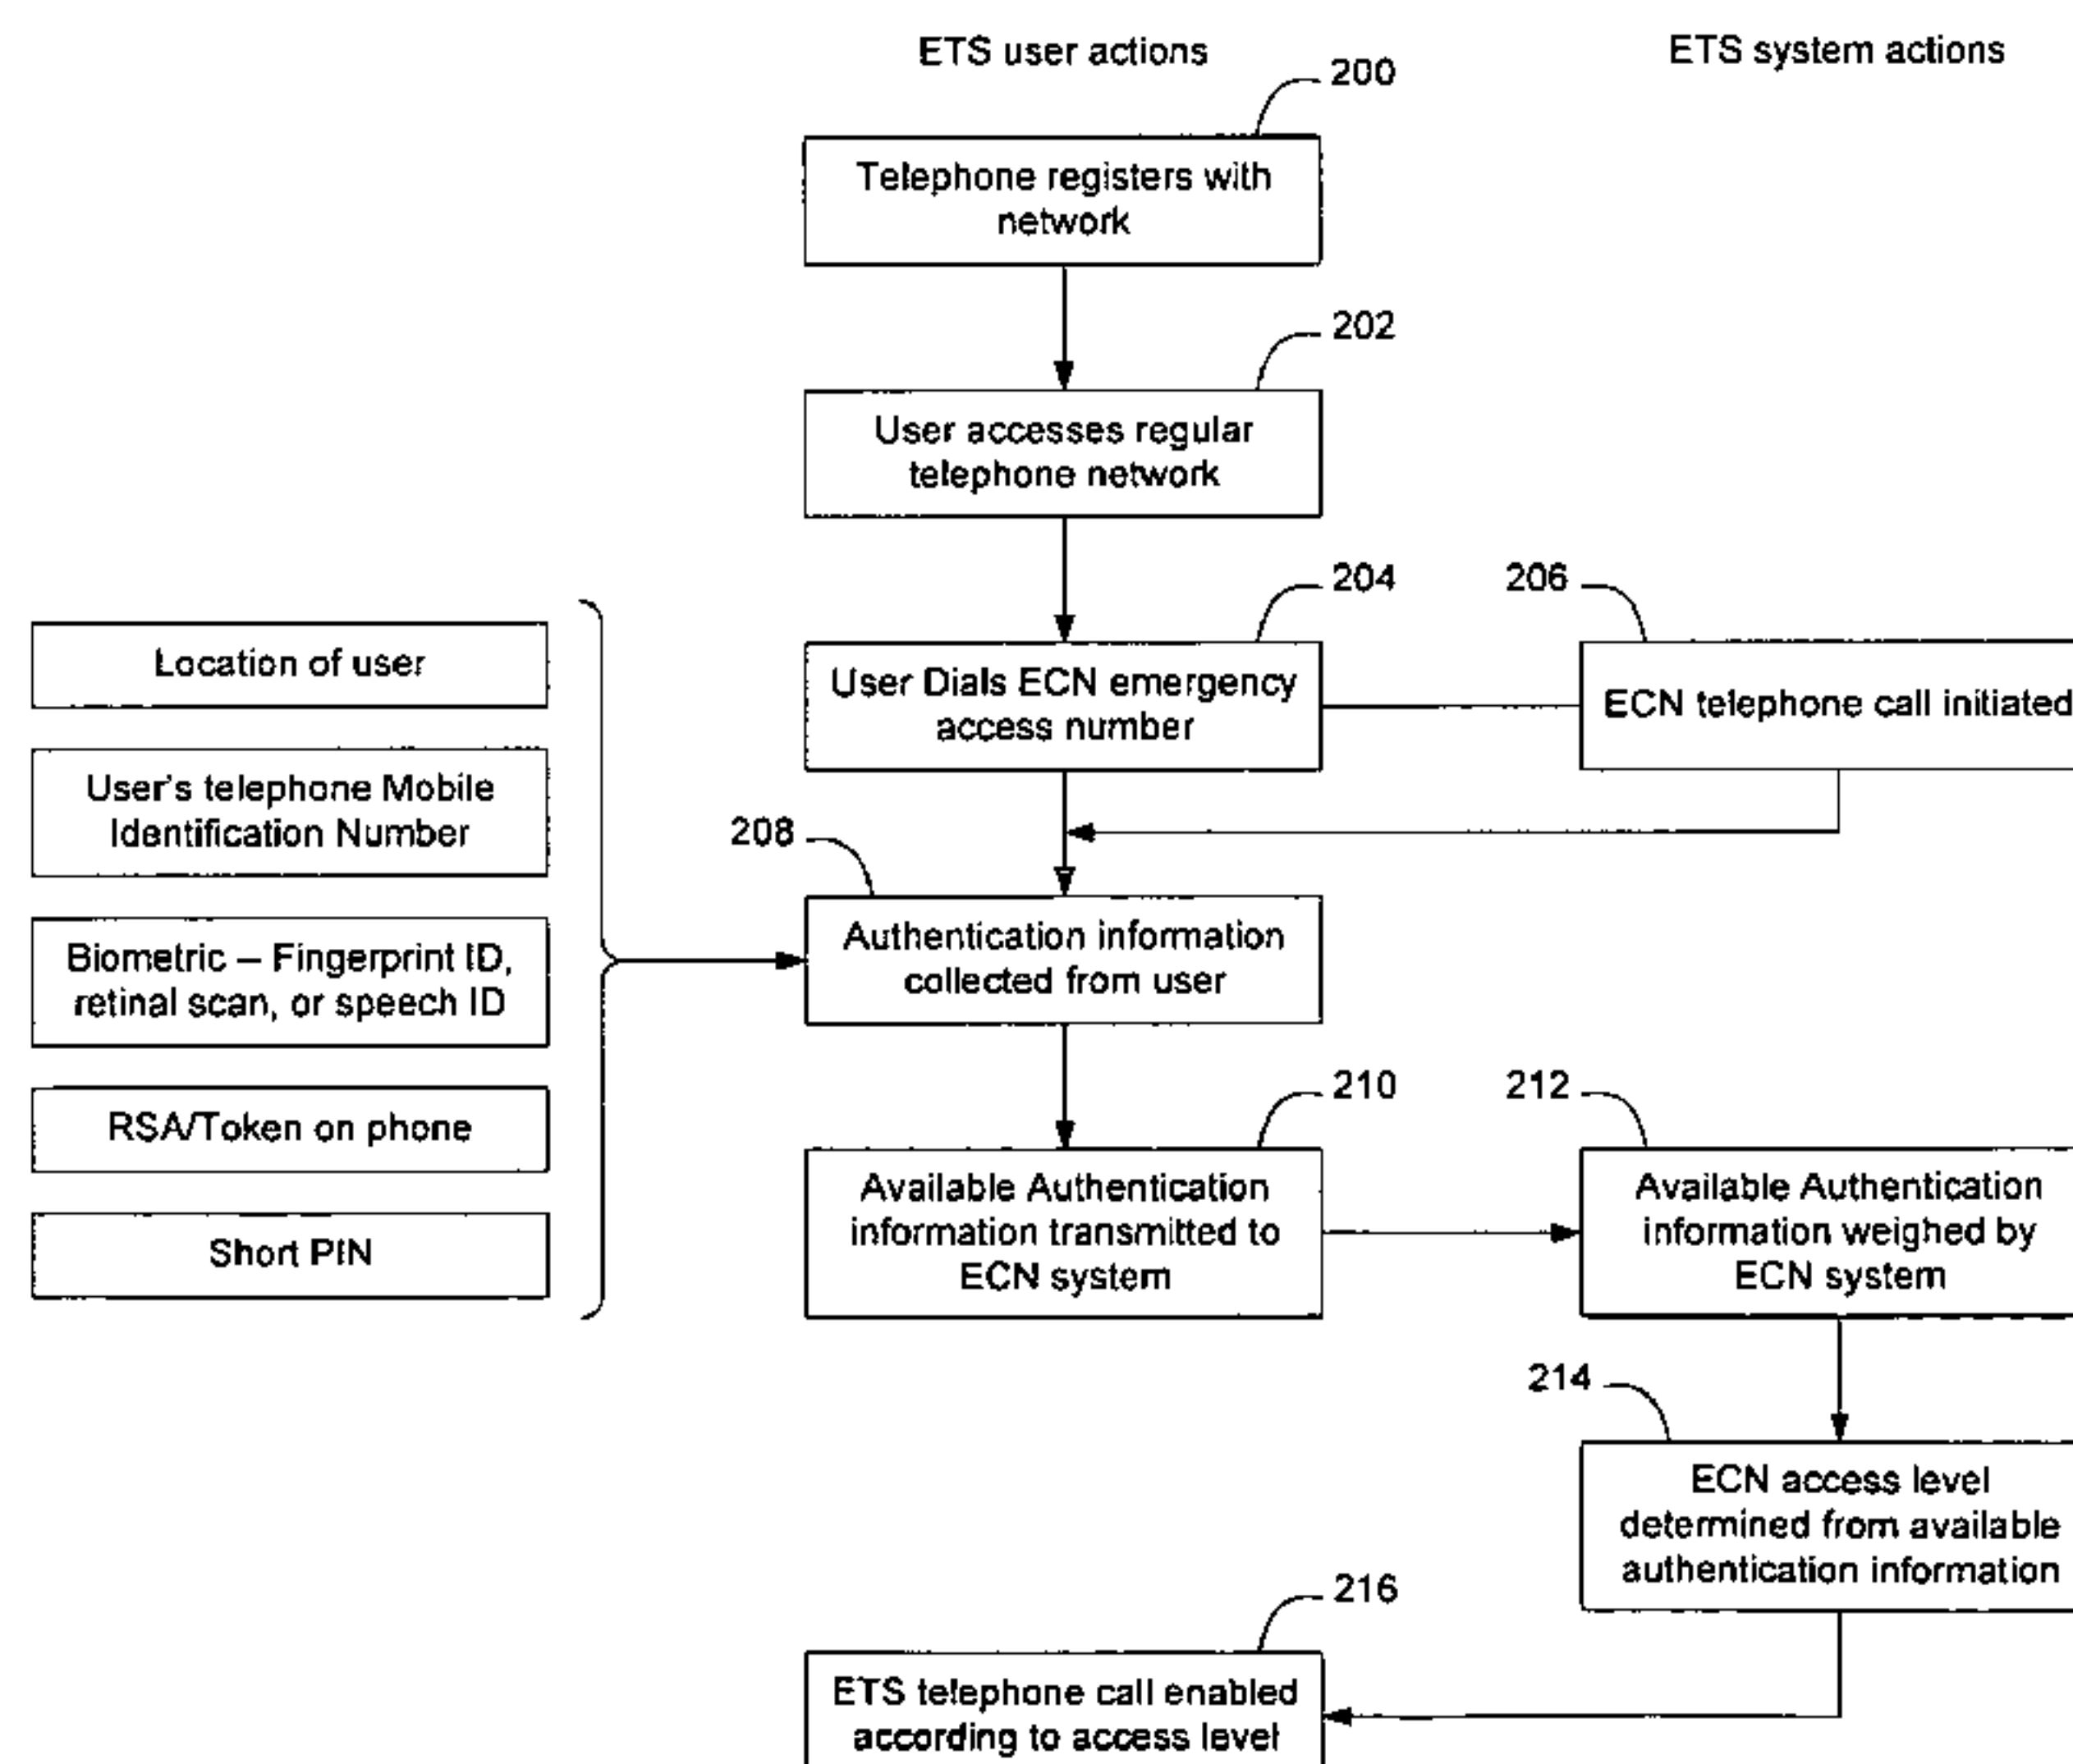 ETS user actions
ETS system actions
200
Telephone registers with
network
202
User accesses regular
telephone network
204
User Dials ECN emergency
access number
206
ECN telephone call initiated
Location of user
User's telephone Mobile
Identification Number
Biometric – Fingerprint ID,
retinal scan, or speech ID
RSA/Token on phone
Short PIN
208
Authentication information
collected from user
210
Available Authentication
information transmitted to
ECN system
212
Available Authentication
information weighed by
ECN system
214
ECN access level
determined from available
authentication information
216
ETS telephone call enabled
according to access level